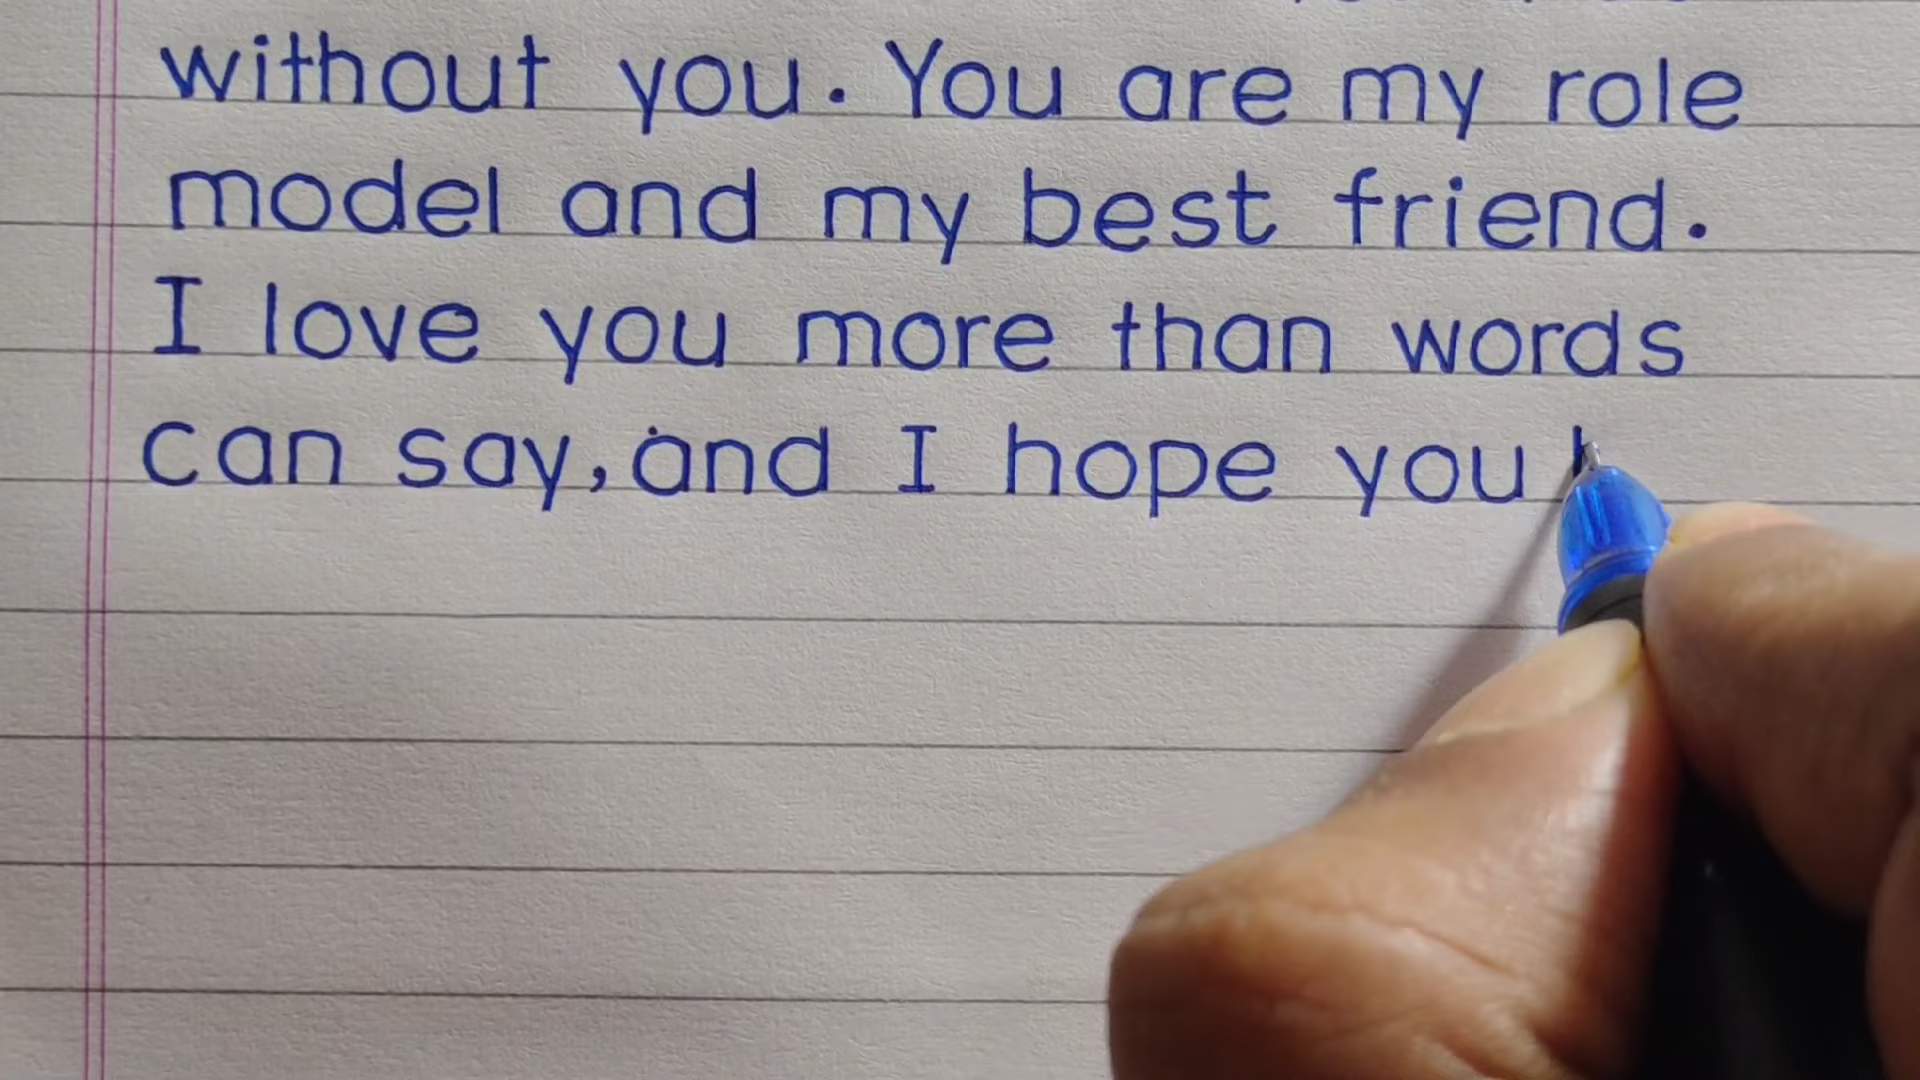 without you. You are my role
model and my best friend.
I love you more than words
can say, and I hope you